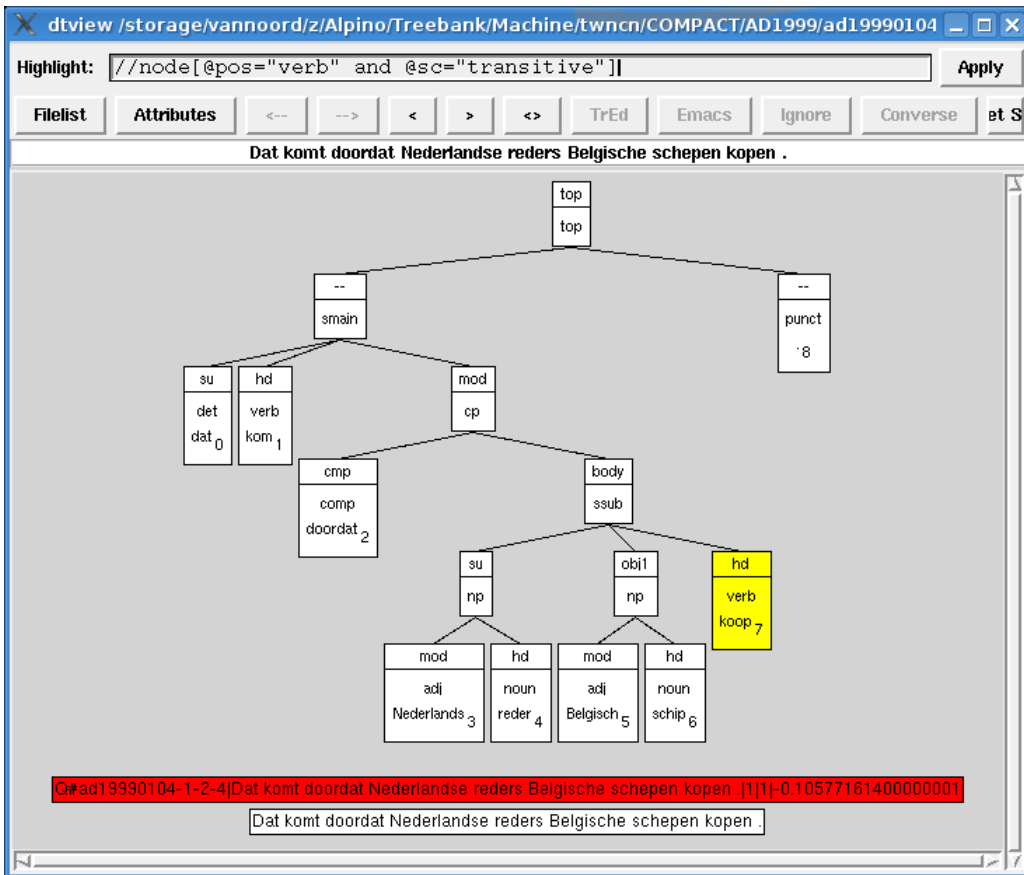 dtview /storage/vannoord/z/Alpino/Treebank/Machine/twncn/COMPACT/AD1999/ad19990104
Highlight: //node[@pos="verb" and @sc="transitive"] Apply
Filelist Attributes <-- --> < > <> TrEd Emacs Ignore Converse et S
Dat komt doordat Nederlandse reders Belgische schepen kopen .
top
top
-- --
smain punct
. 8
su hd mod
det verb cp
dat 0 kom 1
cmp body
comp ssub
doordat 2
su obj1 hd
np np verb
koop 7
mod hd mod hd
adj noun adj noun
Nederlands 3 reder 4 Belgisch 5 schip 6
Q#ad19990104-1-2-4|Dat komt doordat Nederlandse reders Belgische schepen kopen .|1|1|-0.10577161400000001
Dat komt doordat Nederlandse reders Belgische schepen kopen .